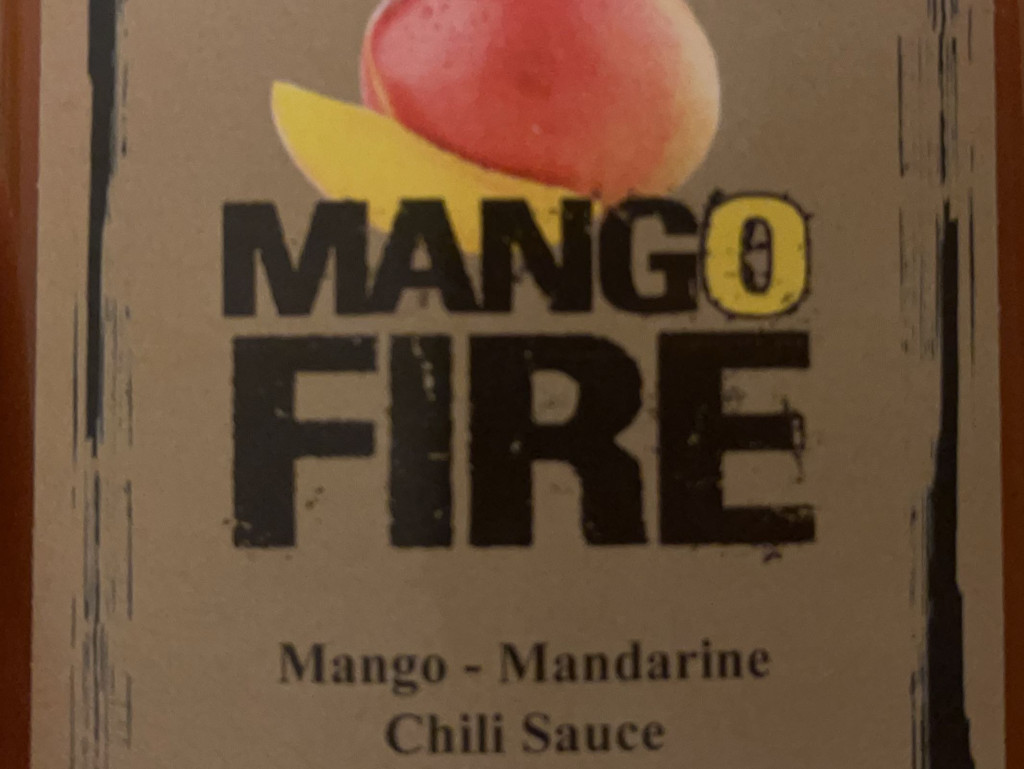 MANGO
FIRE
Mango - Mandarine
Chili Sauce